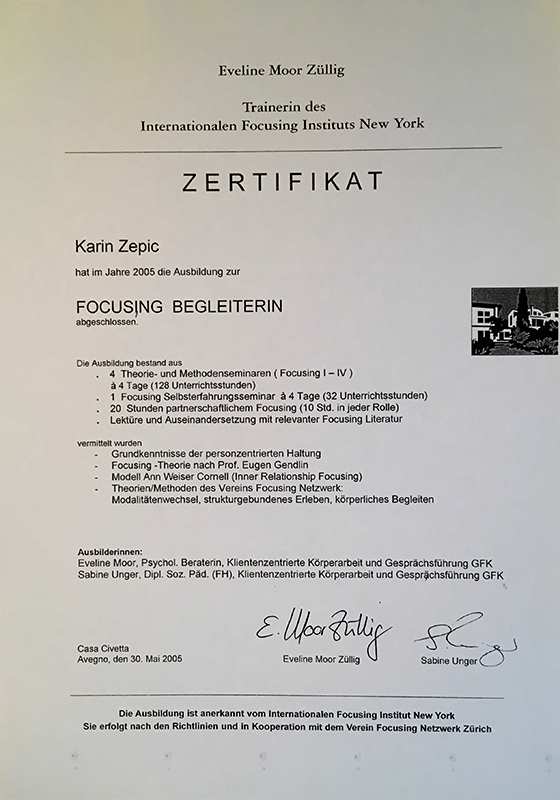 Eveline Moor Züllig
Trainerin des
Internationalen Focusing Instituts New York
ZERTIFIKAT
Karin Zepic
hat im Jahre 2005 die Ausbildung zur
FOCUSING BEGLEITERIN
abgeschlossen.
Die Ausbildung bestand aus
. 4 Theorie- und Methodenseminaren ( Focusing I – IV )
à 4 Tage (128 Unterrichtsstunden)
. 1 Focusing Selbsterfahrungsseminar à 4 Tage (32 Unterrichtsstunden)
. 20 Stunden partnerschaftlichem Focusing (10 Std. in jeder Rolle)
. Lektüre und Auseinandersetzung mit relevanter Focusing Literatur
vermittelt wurden
- Grundkenntnisse der personzentrierten Haltung
- Focusing -Theorie nach Prof. Eugen Gendlin
- Modell Ann Weiser Cornell (Inner Relationship Focusing)
- Theorien/Methoden des Vereins Focusing Netzwerk:
Modalitätenwechsel, strukturgebundenes Erleben, körperliches Begleiten
Ausbilderinnen:
Eveline Moor, Psychol. Beraterin, Klientenzentrierte Körperarbeit und Gesprächsführung GFK
Sabine Unger, Dipl. Soz. Päd. (FH), Klientenzentrierte Körperarbeit und Gesprächsführung GFK
E. Moor Züllig
Casa Civetta
Avegno, den 30. Mai 2005
Eveline Moor Züllig
Sabine Unger
Die Ausbildung ist anerkannt vom Internationalen Focusing Institut New York
Sie erfolgt nach den Richtlinien und in Kooperation mit dem Verein Focusing Netzwerk Zürich